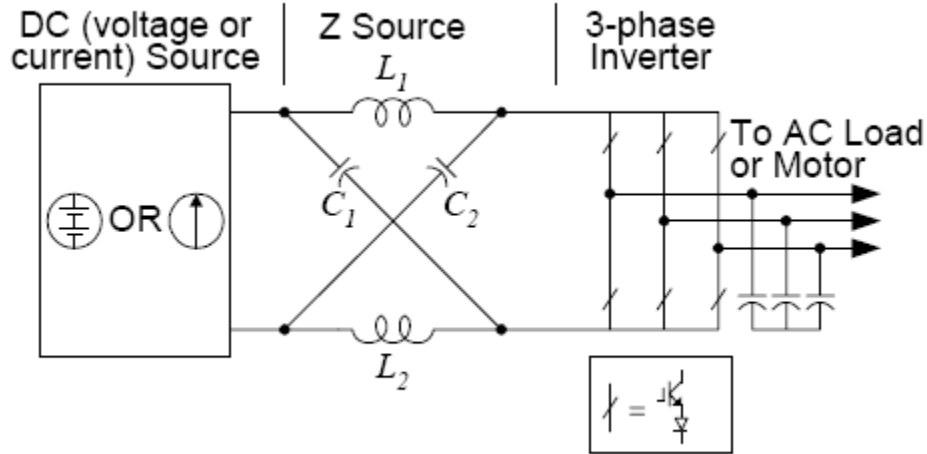 DC (voltage or
current) Source
Z Source
3-phase
Inverter
L1
To AC Load
or Motor
C1
C2
OR
L2
=